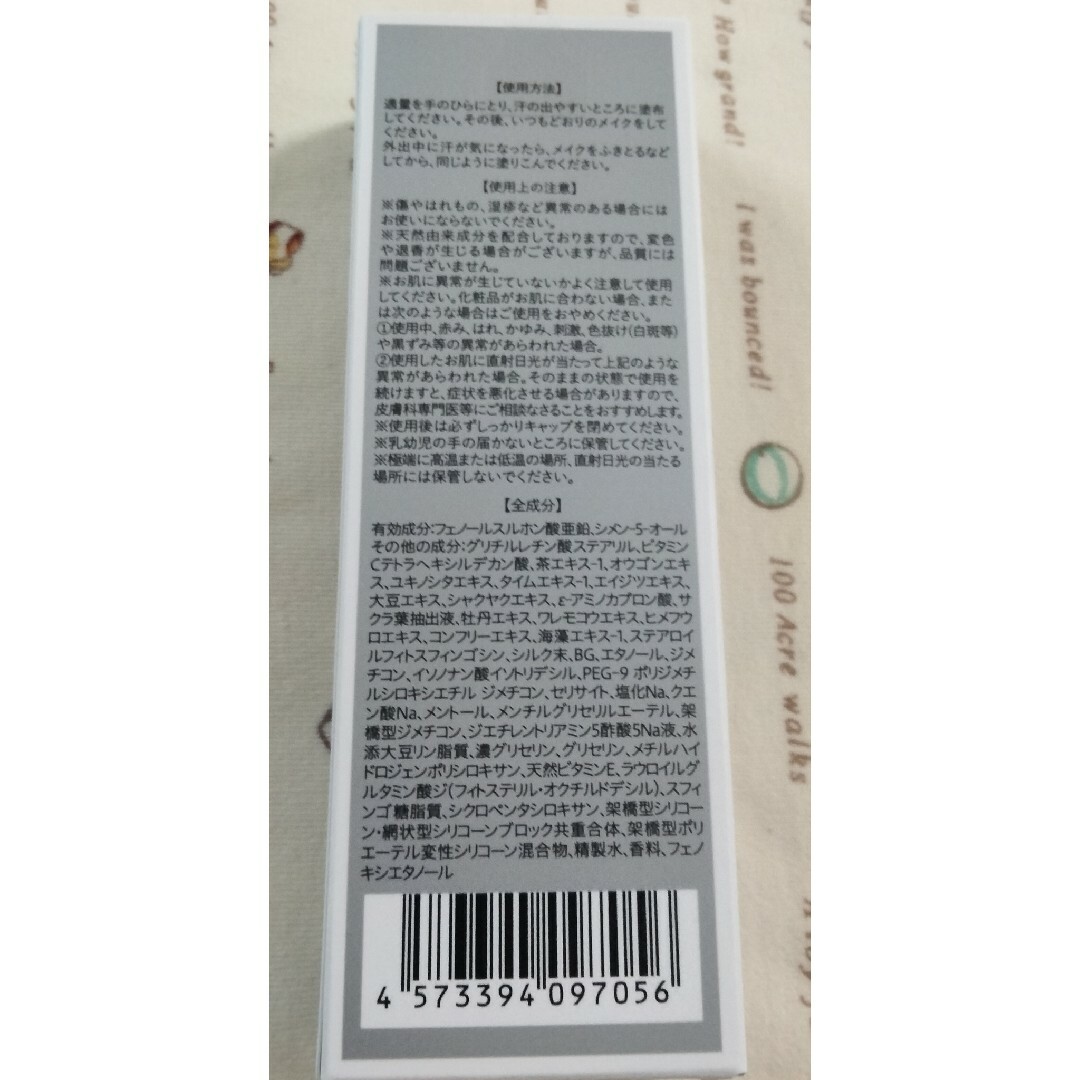 【使用方法】
適量を手のひらにとり、汗の出やすいところに塗布
してください。その後、いつもどおりのメイクをして
ください。
外出中に汗が気になったら、メイクをふきとるなど
してから、同じように塗りこんでください。
【使用上の注意】
※傷やはれもの、湿疹など異常のある場合には
お使いにならないでください。
※天然由来成分を配合しておりますので、変色
や退香が生じる場合がございますが、品質には
問題ございません。
※お肌に異常が生じていないかよく注意して使用
してください。化粧品がお肌に合わない場合、また
は次のような場合はご使用をおやめください。
①使用中、赤み、はれ、かゆみ、刺激、色抜け(白斑等)
や黒ずみ等の異常があらわれた場合。
②使用したお肌に直射日光が当たって上記のような
異常があらわれた場合。そのままの状態で使用を
続けますと、症状を悪化させる場合がありますので、
皮膚科専門医等にご相談なさることをおすすめします。
※使用後は必ずしっかりキャップを閉めてください。
※乳幼児の手の届かないところに保管してください。
※極端に高温または低温の場所、直射日光の当たる
場所には保管しないでください。
【全成分】
有効成分:フェノールスルホン酸亜鉛、シメン-5-オール
その他の成分:グリチルレチン酸ステアリル、ビタミン
Cテトラヘキシルデカン酸、茶エキス-1、オウゴンエキ
ス、ユキノシタエキス、タイムエキス-1、エイジツエキス、
大豆エキス、シャクヤクエキス、ε-アミノカプロン酸、サ
クラ葉抽出液、牡丹エキス、ワレモコウエキス、ヒメフウ
ロエキス、コンフリーエキス、海藻エキス-1、ステアロイ
ルフィトスフィンゴシン、シルク末、BG、エタノール、ジメ
チコン、イソノナン酸イソトリデシル、PEG-9 ポリジメチ
ルシロキシエチル ジメチコン、セリサイト、塩化Na、クエ
ン酸Na、メントール、メンチルグリセリルエーテル、架
橋型ジメチコン、ジエチレントリアミン5酢酸5Na液、水
添大豆リン脂質、濃グリセリン、グリセリン、メチルハイ
ドロジェンポリシロキサン、天然ビタミンE、ラウロイルグ
ルタミン酸ジ(フィトステリル・オクチルドデシル)、スフィ
ンゴ糖脂質、シクロペンタシロキサン、架橋型シリコー
ン・網状型シリコーンブロック共重合体、架橋型ポリ
エーテル変性シリコーン混合物、精製水、香料、フェノ
キシエタノール
4 573394 097056
How grand!
I was bounced!
100 Acre walks